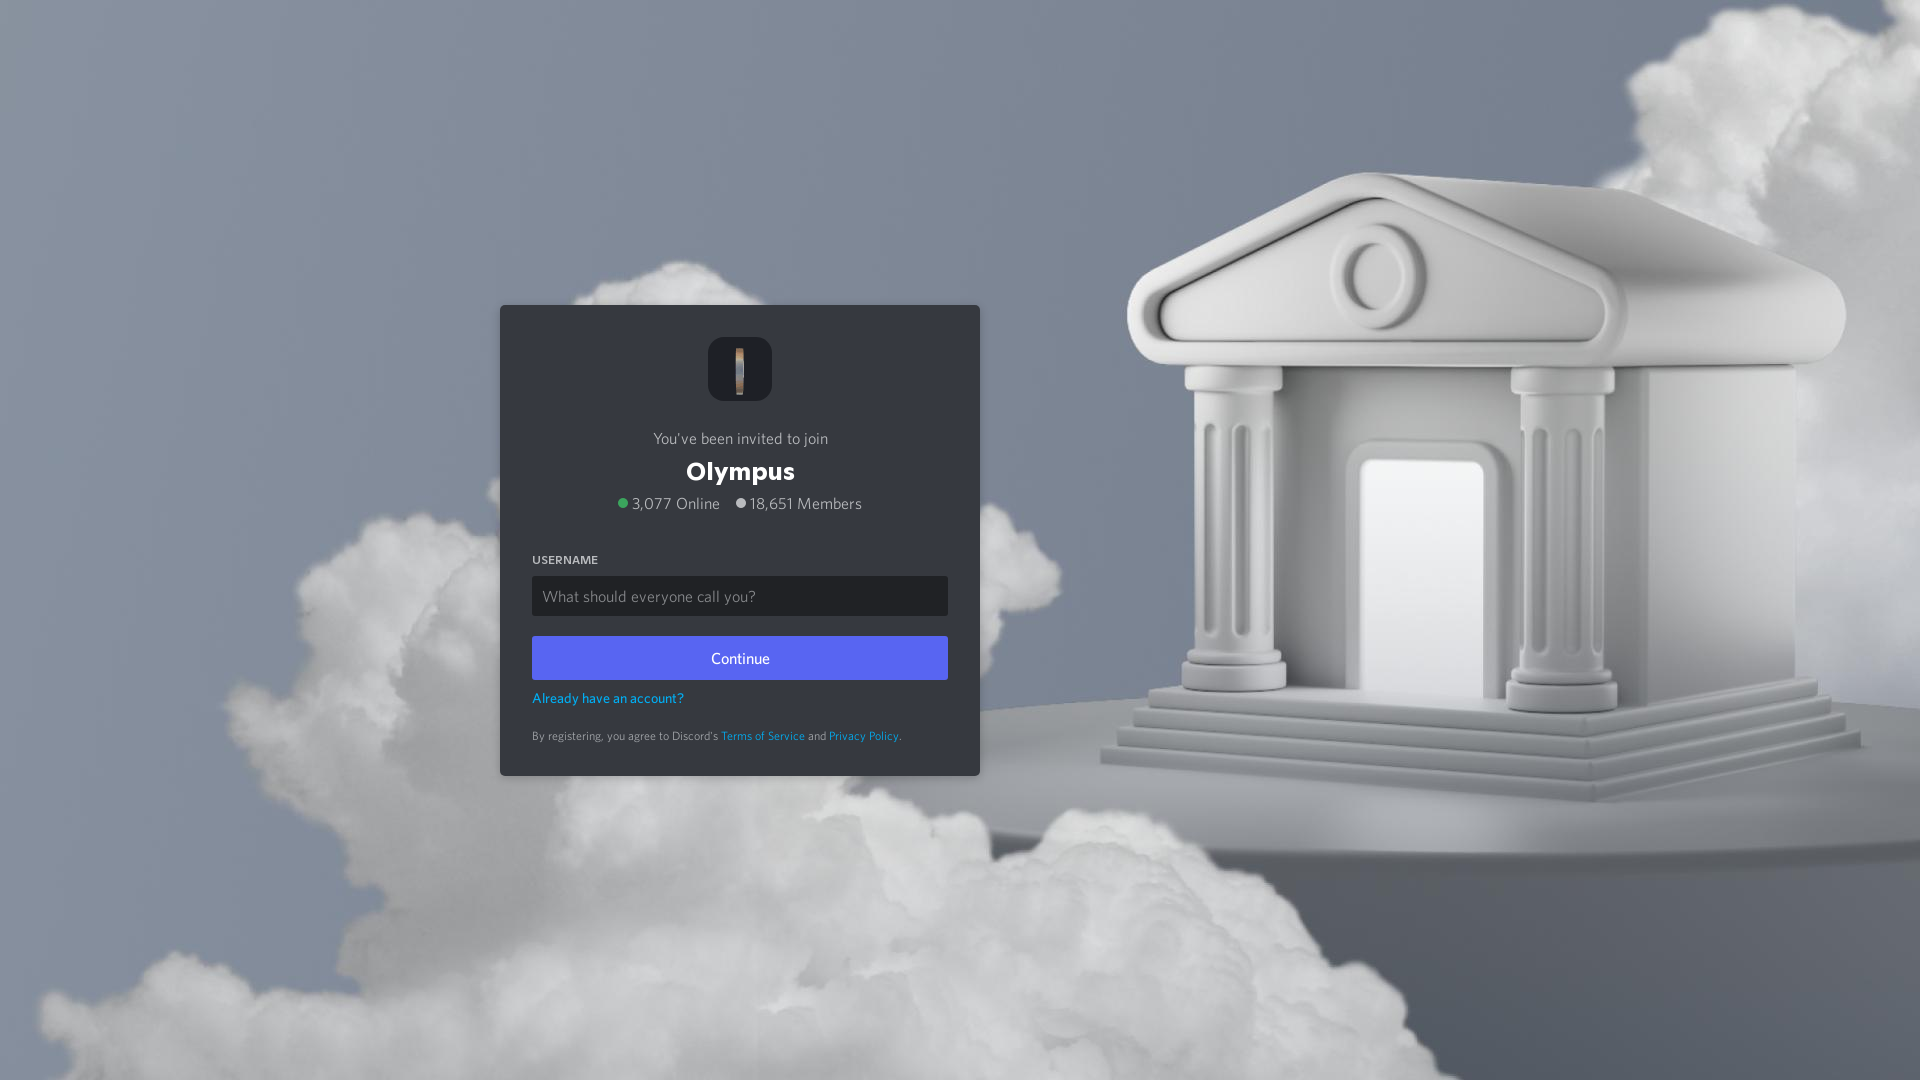 You've been invited to join
Olympus
3,077 Online 18,651 Members
USERNAME
What should everyone call you?
Continue
Already have an account?
By registering, you agree to Discord's Terms of Service and Privacy Policy.